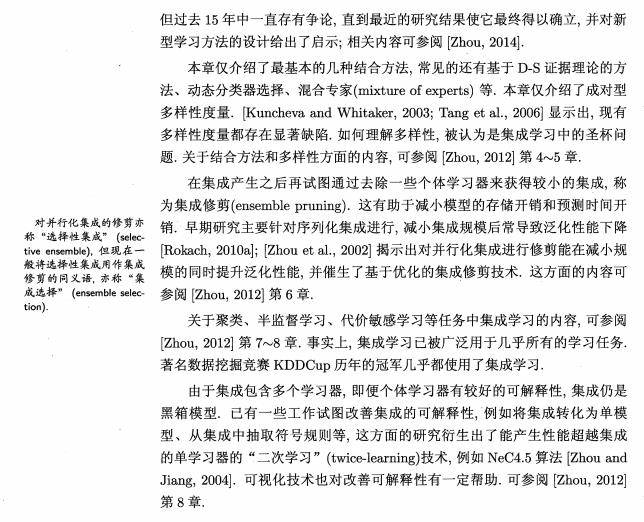 但过去 15 年中一直存有争论, 直到最近的研究结果使它最终得以确立, 并对新
型学习方法的设计给出了启示; 相关内容可参阅 [Zhou, 2014].
本章仅介绍了最基本的几种结合方法, 常见的还有基于 D-S 证据理论的方
法、动态分类器选择、混合专家(mixture of experts) 等. 本章仅介绍了成对型
多样性度量. [Kuncheva and Whitaker, 2003; Tang et al., 2006] 显示出, 现有
多样性度量都存在显著缺陷. 如何理解多样性, 被认为是集成学习中的圣杯问
题. 关于结合方法和多样性方面的内容, 可参阅 [Zhou, 2012] 第 4~5 章.
在集成产生之后再试图通过去除一些个体学习器来获得较小的集成, 称
为集成修剪(ensemble pruning). 这有助于减小模型的存储开销和预测时间开
销. 早期研究主要针对序列化集成进行, 减小集成规模后常导致泛化性能下降
[Rokach, 2010a]; [Zhou et al., 2002] 揭示出对并行化集成进行修剪能在减小规
模的同时提升泛化性能, 并催生了基于优化的集成修剪技术. 这方面的内容可
参阅 [Zhou, 2012] 第 6 章.
对并行化集成的修剪亦
称 “选择性集成” (selec-
tive ensemble), 但现在一
般将选择性集成用作集成
修剪的同义语, 亦称 “集
成选择” (ensemble selec-
tion).
关于聚类、半监督学习、代价敏感学习等任务中集成学习的内容, 可参阅
[Zhou, 2012] 第 7~8 章. 事实上, 集成学习已被广泛用于几乎所有的学习任务.
著名数据挖掘竞赛 KDDCup 历年的冠军几乎都使用了集成学习.
由于集成包含多个学习器, 即便个体学习器有较好的可解释性, 集成仍是
黑箱模型. 已有一些工作试图改善集成的可解释性, 例如将集成转化为单模
型、从集成中抽取符号规则等, 这方面的研究衍生出了能产生性能超越集成
的单学习器的 “二次学习” (twice-learning)技术, 例如 NeC4.5 算法 [Zhou and
Jiang, 2004]. 可视化技术也对改善可解释性有一定帮助. 可参阅 [Zhou, 2012]
第 8 章.